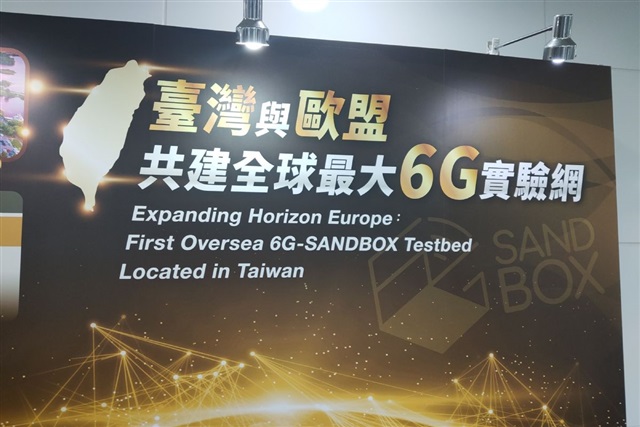 臺灣與歐盟
共建全球最大6G實驗網
Expanding Horizon Europe：
First Oversea 6G-SANDBOX Testbed
Located in Taiwan
SAND
BOX